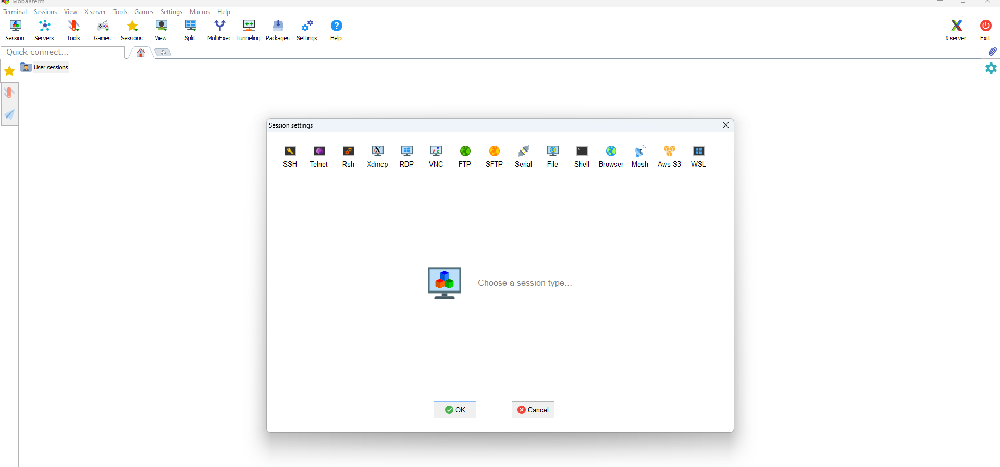 MobaXterm
Terminal Sessions View X server Tools Games Settings Macros Help
Session Servers Tools Games Sessions View Split MultiExec Tunneling Packages Settings Help X server Exit
Quick connect...
User sessions
Session settings
SSH Telnet Rsh Xdmcp RDP VNC FTP SFTP Serial File Shell Browser Mosh Aws S3 WSL
Choose a session type...
OK Cancel